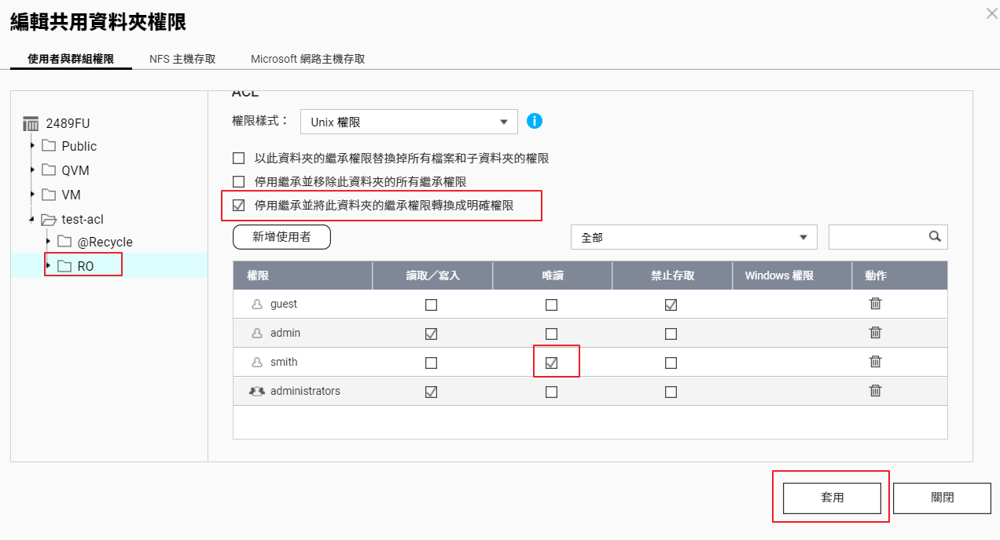 編輯共用資料夾權限
使用者與群組權限 NFS 主機存取 Microsoft 網路主機存取
2489FU
Public
QVM
VM
test-acl
@Recycle
RO
ACL
權限樣式： Unix 權限
以此資料夾的繼承權限替換掉所有檔案和子資料夾的權限
停用繼承並移除此資料夾的所有繼承權限
停用繼承並將此資料夾的繼承權限轉換成明確權限
新增使用者 全部
權限 讀取／寫入 唯讀 禁止存取 Windows 權限 動作
guest
admin
smith
administrators
套用 關閉